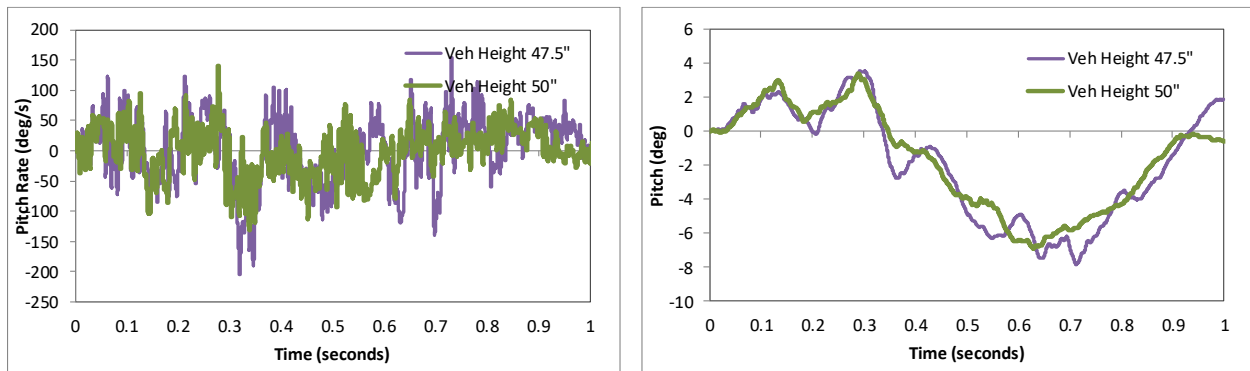 200
150
100
50
0
-50
-100
-150
-200
-250
Pitch Rate (deg/s)
Veh Height 47.5"
Veh Height 50"
0 0.1 0.2 0.3 0.4 0.5 0.6 0.7 0.8 0.9 1
Time (seconds)
6
4
2
0
-2
-4
-6
-8
-10
Pitch (deg)
Veh Height 47.5"
Veh Height 50"
0 0.1 0.2 0.3 0.4 0.5 0.6 0.7 0.8 0.9 1
Time (seconds)